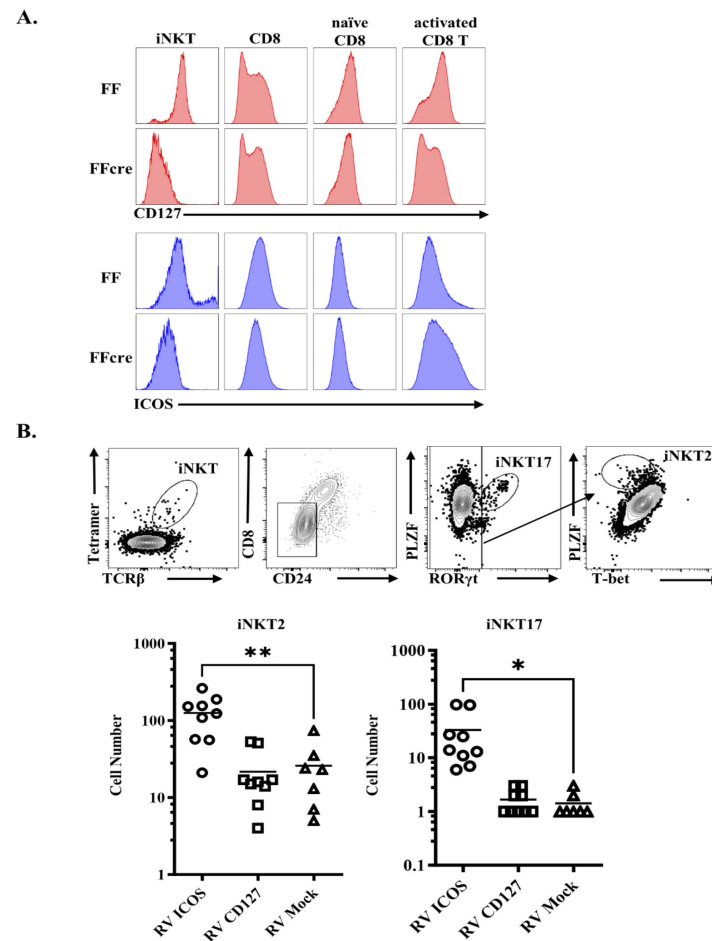 A.
iNKT CD8 naïve CD8 activated CD8 T
FF
FFcre
CD127
FF
FFcre
ICOS
B.
Tetramer iNKT TCRβ
CD8 CD24
PLZF iNKT17 RORγt
PLZF iNKT2 T-bet
iNKT2
Cell Number
1000
100
10
1
**
RV ICOS RV CD127 RV Mock
iNKT17
Cell Number
1000
100
10
1
0.1
*
RV ICOS RV CD127 RV Mock